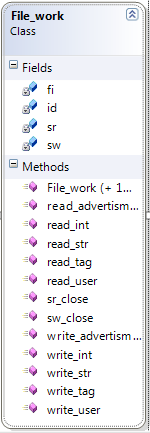 File_work
Class
Fields
fi
id
sr
sw
Methods
File_work (+ 1...
read_advertism...
read_int
read_str
read_tag
read_user
sr_close
sw_close
write_advertism...
write_int
write_str
write_tag
write_user